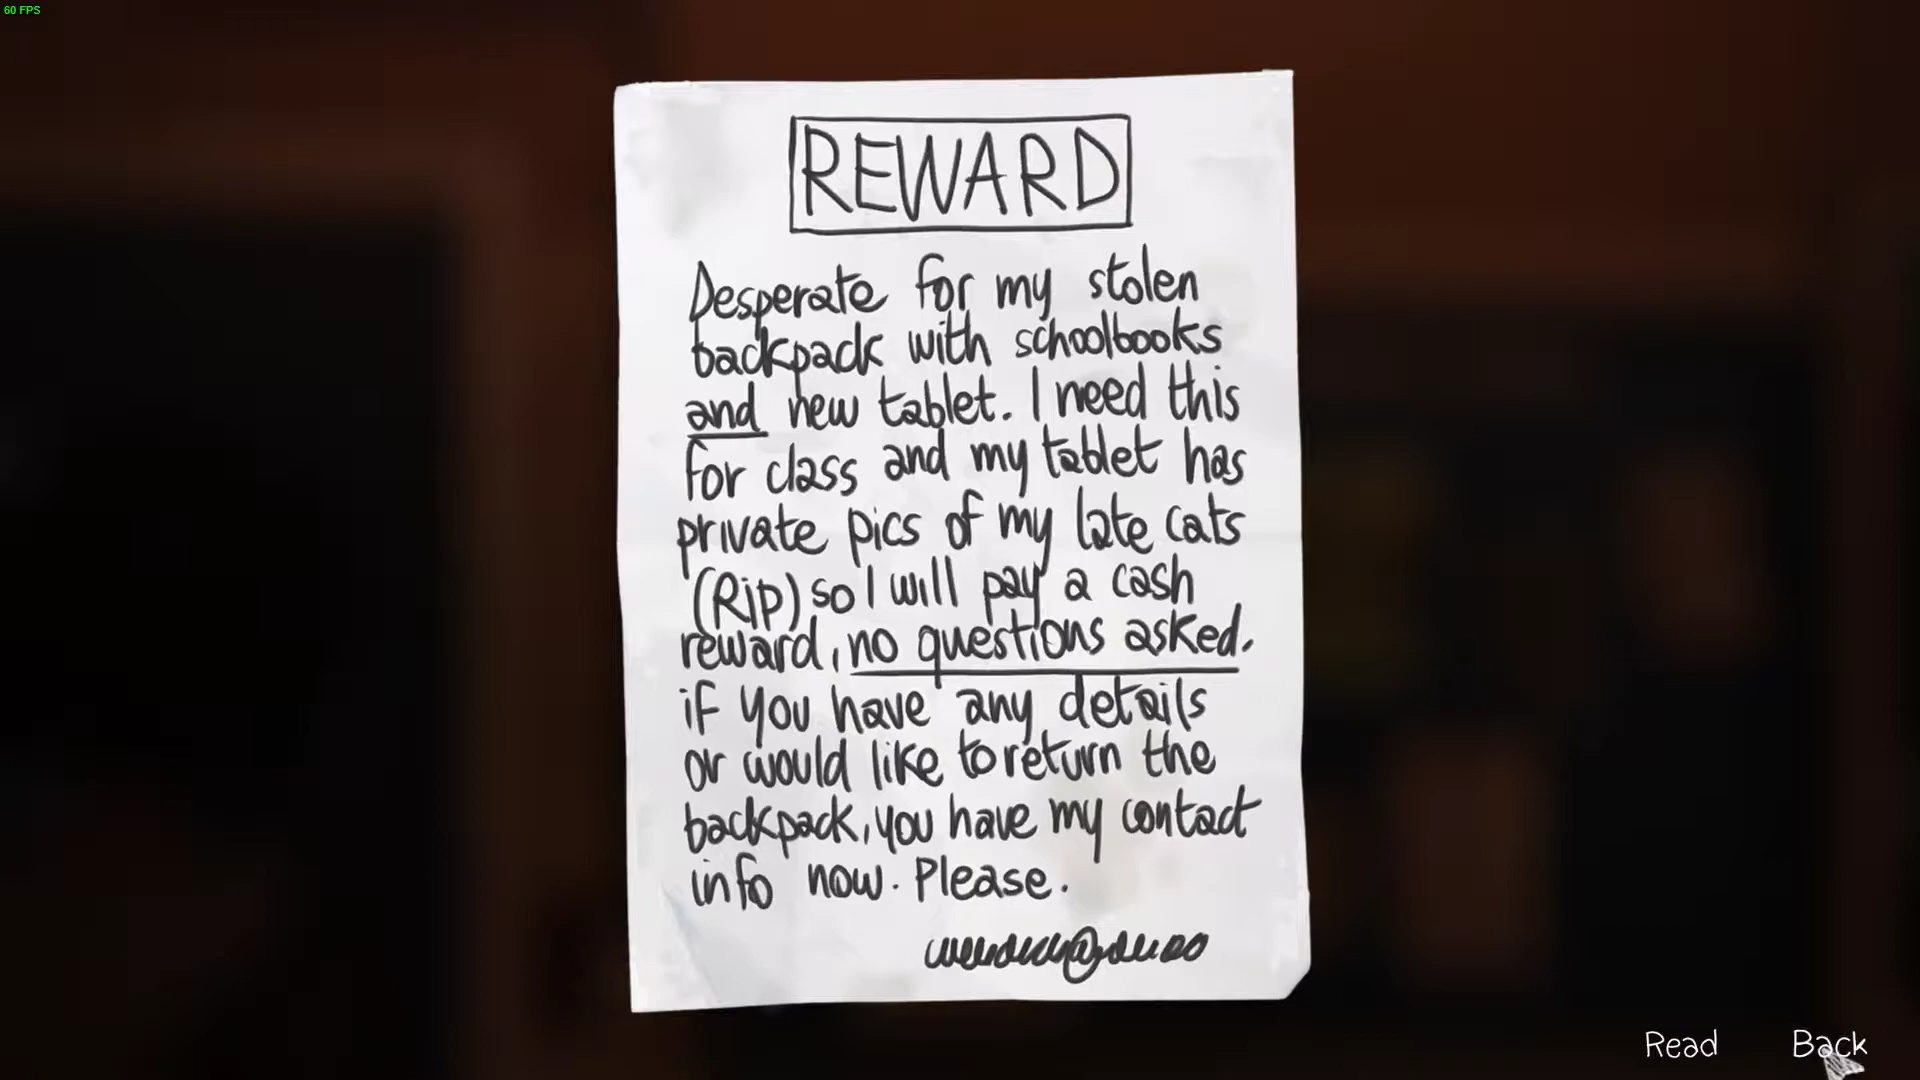 60 FPS
REWARD
Desperate for my stolen
backpack with schoolbooks
and new tablet. I need this
for class and my tablet has
private pics of my late cats
(RiP) so I will pay a cash
reward, no questions asked.
if you have any details
or would like to return the
backpack, you have my contact
info now. Please.
Read
Back